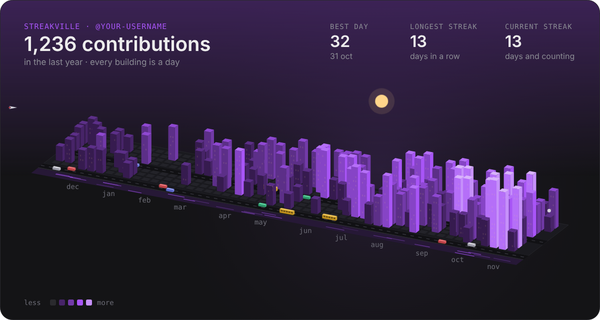 STREAKVILLE · @YOUR-USERNAME
1,236 contributions
in the last year · every building is a day
BEST DAY
32
31 oct
LONGEST STREAK
13
days in a row
CURRENT STREAK
13
days and counting
dec
jan
feb
mar
apr
may
jun
jul
aug
sep
oct
nov
less more